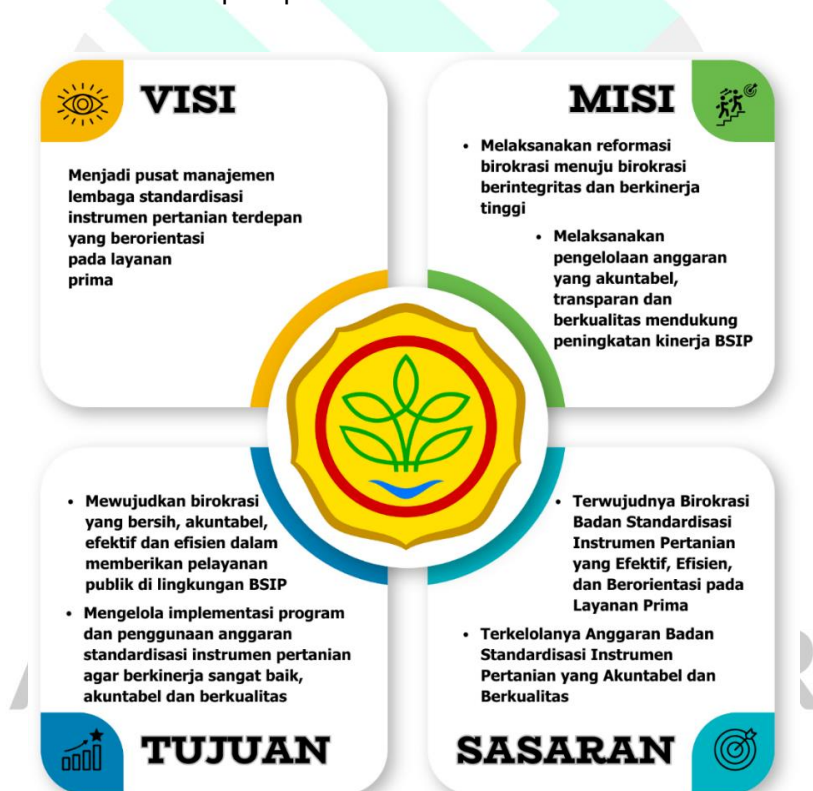 VISI
Menjadi pusat manajemen
lembaga standardisasi
instrumen pertanian terdepan
yang berorientasi
pada layanan
prima
MISI
• Melaksanakan reformasi
birokrasi menuju birokrasi
berintegritas dan berkinerja
tinggi
• Melaksanakan
pengelolaan anggaran
yang akuntabel,
transparan dan
berkualitas mendukung
peningkatan kinerja BSIP
• Mewujudkan birokrasi
yang bersih, akuntabel,
efektif dan efisien dalam
memberikan pelayanan
publik di lingkungan BSIP
• Mengelola implementasi program
dan penggunaan anggaran
standardisasi instrumen pertanian
agar berkinerja sangat baik,
akuntabel dan berkualitas
TUJUAN
• Terwujudnya Birokrasi
Badan Standardisasi
Instrumen Pertanian
yang Efektif, Efisien,
dan Berorientasi pada
Layanan Prima
• Terkelolanya Anggaran Badan
Standardisasi Instrumen
Pertanian yang Akuntabel dan
Berkualitas
SASARAN